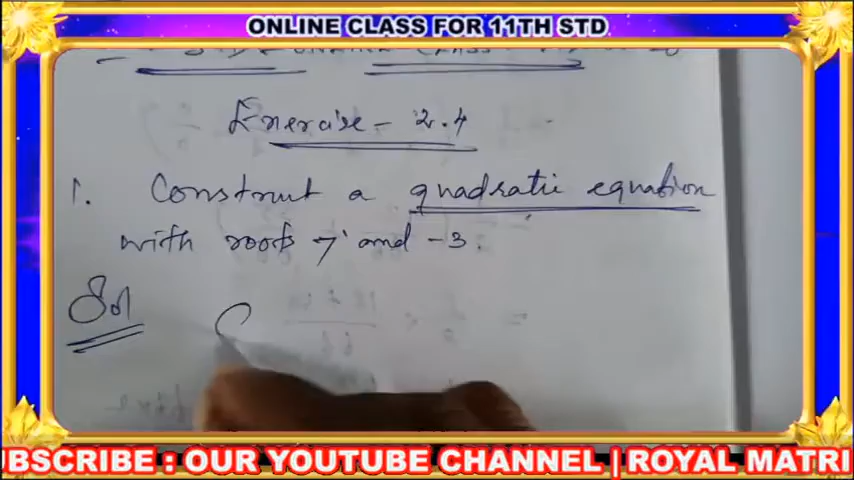 ONLINE CLASS FOR 11TH STD
Exercise - 2.4
1. Construct a quadratic equation
with roots 7 and -3.
Sol
UBSCRIBE : OUR YOUTUBE CHANNEL | ROYAL MATRI